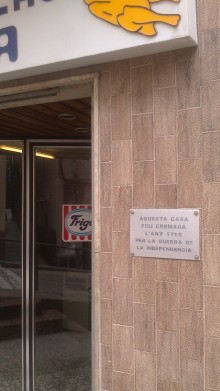 A
Frigo
AQUESTA CASA
FOU CREMADA
L'ANY 1714
PER LA GUERRA DE
LA INDEPENDENCIA